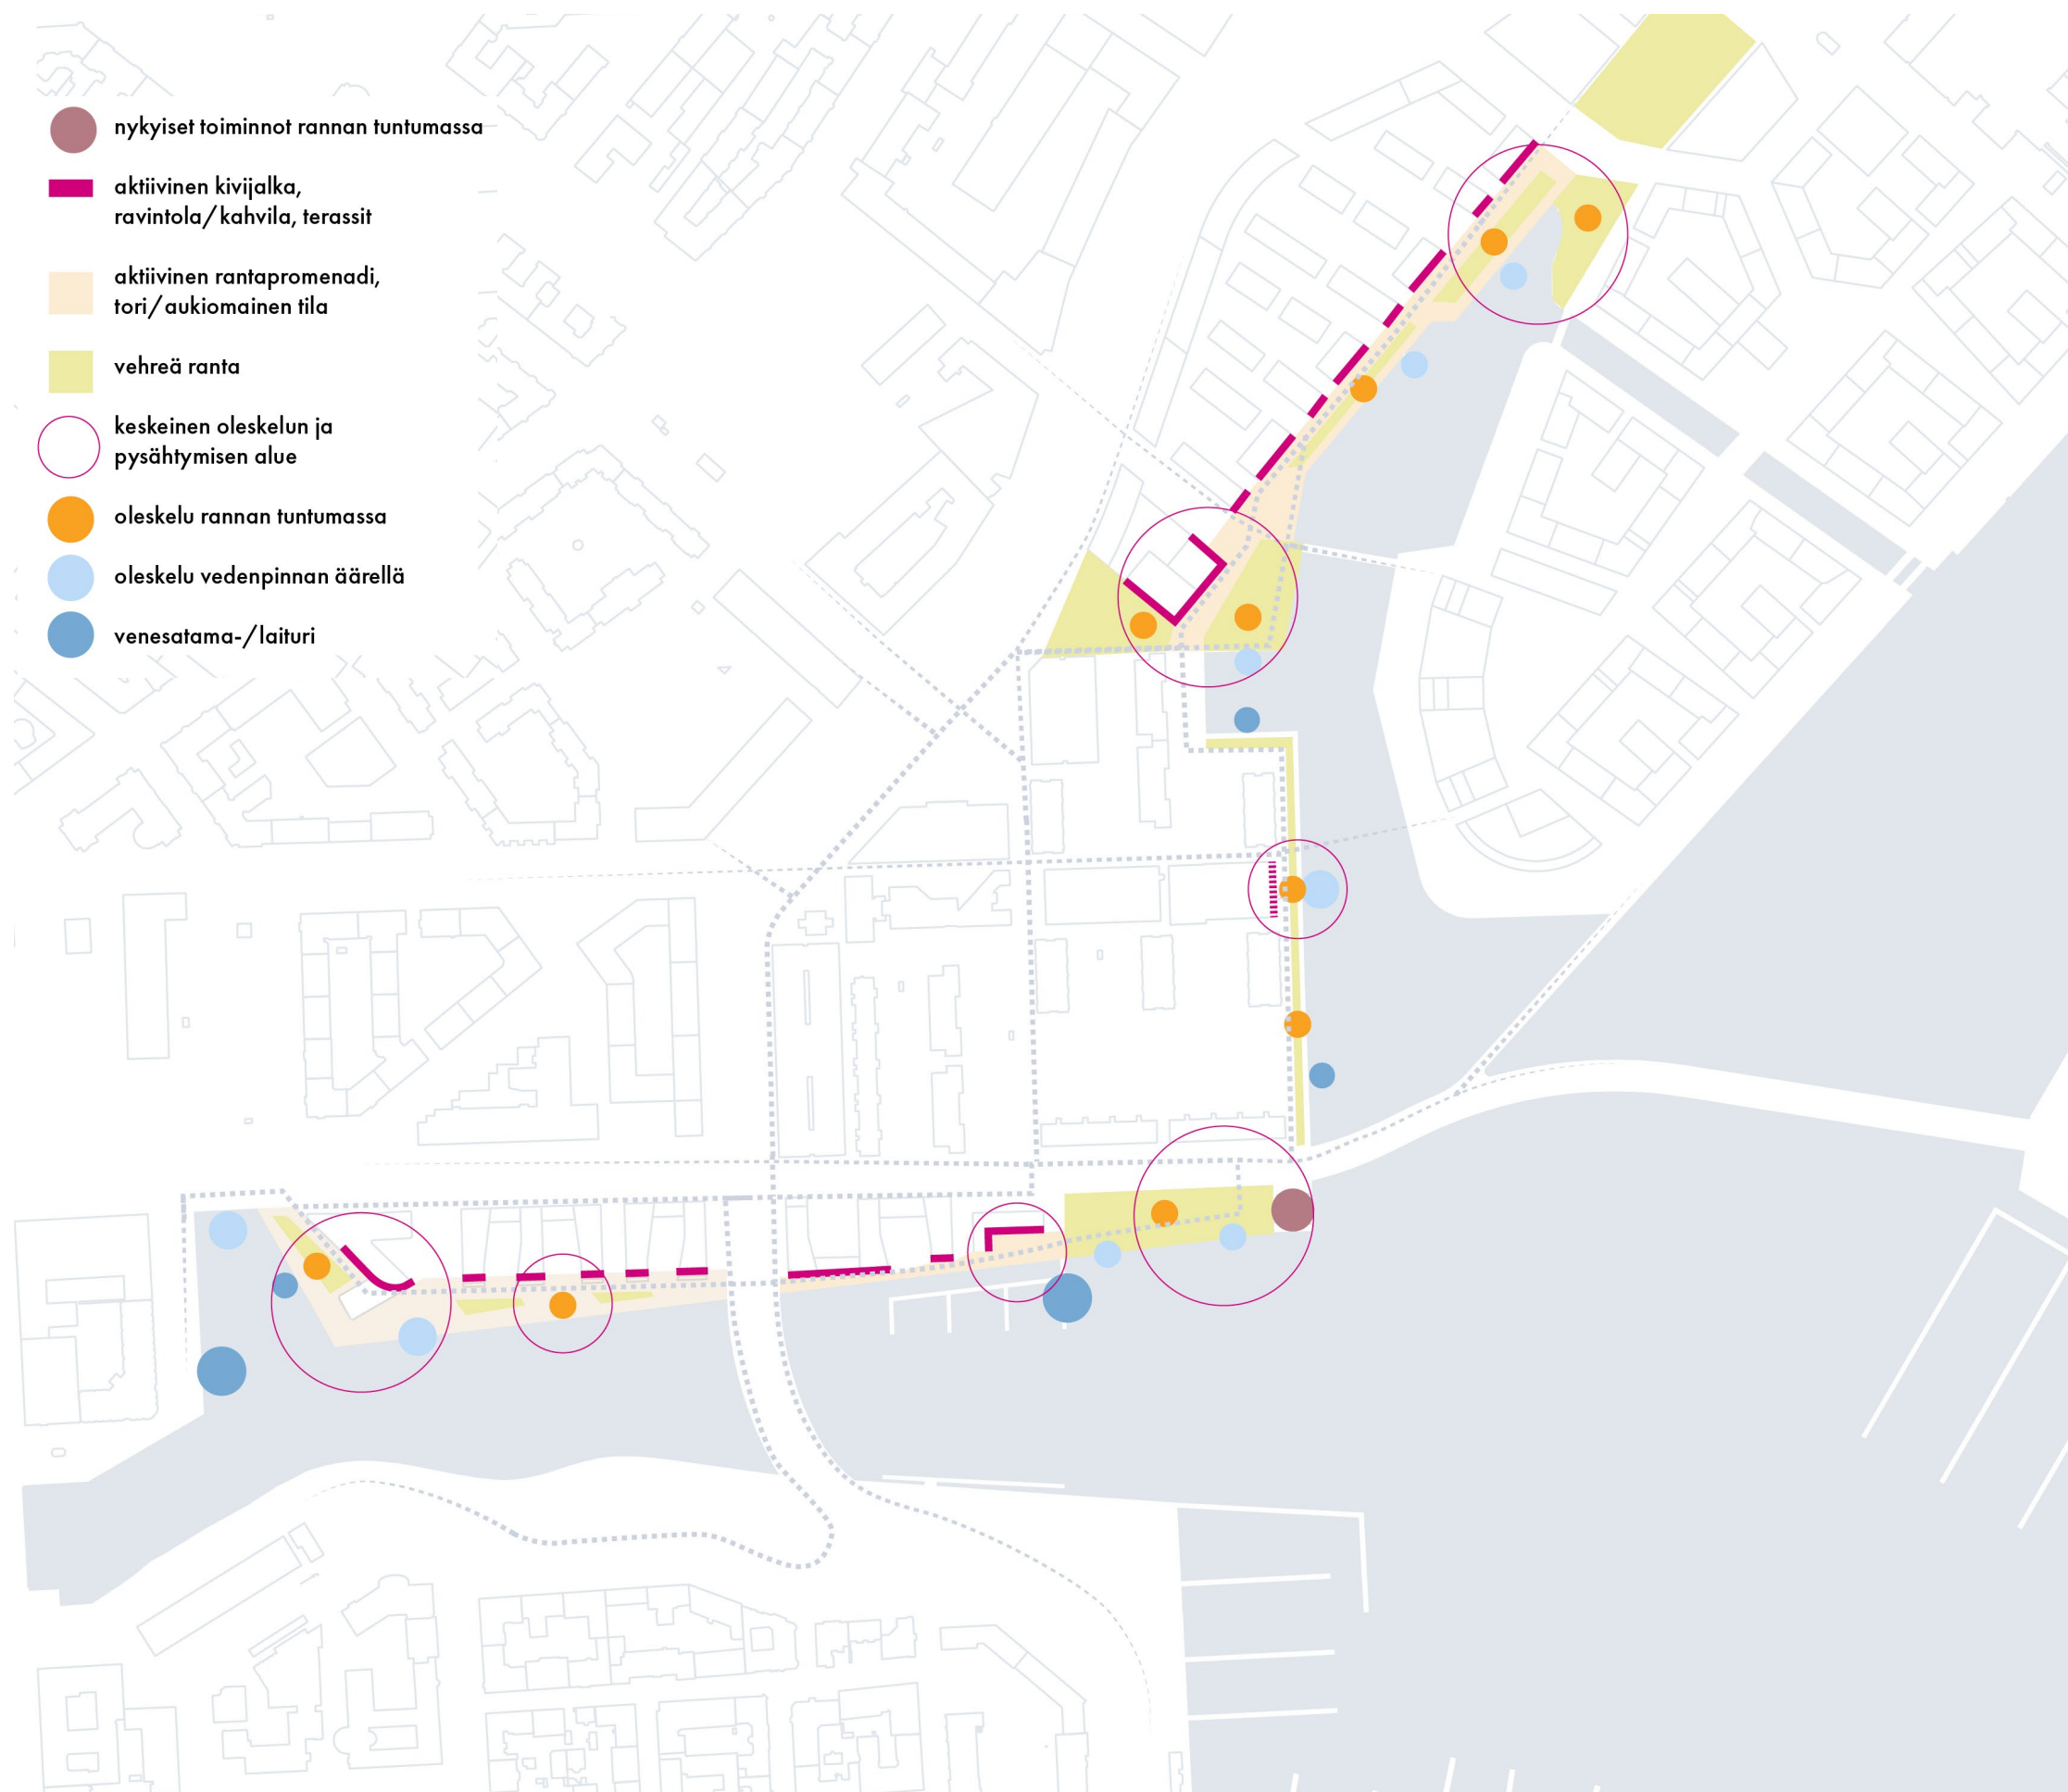 nykyiset toiminnot rannan tuntumassa
aktiivinen kivijalka,
ravintola/kahvila, terassit
aktiivinen rantapromenadi,
tori/aukiomainen tila
vehreä ranta
keskeinen oleskelun ja
pysähtymisen alue
oleskelu rannan tuntumassa
oleskelu vedenpinnan äärellä
venesatama-/laituri